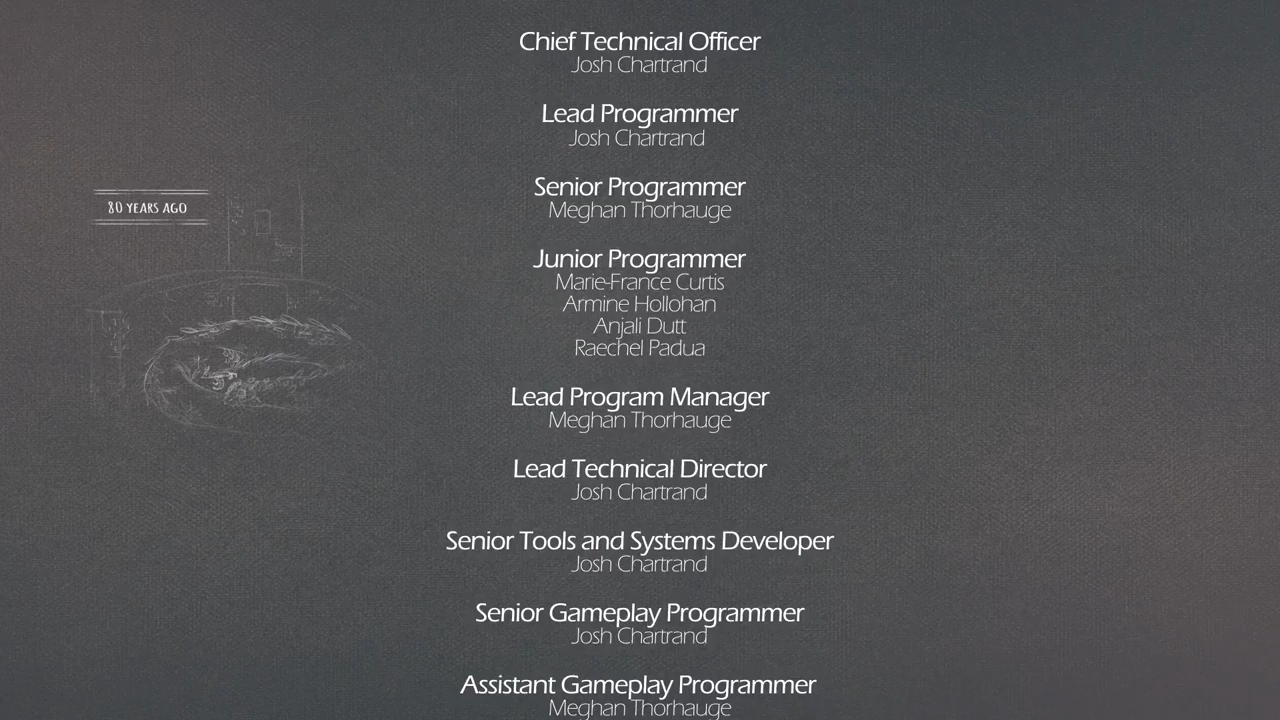 Chief Technical Officer
Josh Chartrand
Lead Programmer
Josh Chartrand
Senior Programmer
Meghan Thorhauge
80 YEARS AGO
Junior Programmer
Marie-France Curtis
Armine Hollohan
Anjali Dutt
Raechel Padua
Lead Program Manager
Meghan Thorhauge
Lead Technical Director
Josh Chartrand
Senior Tools and Systems Developer
Josh Chartrand
Senior Gameplay Programmer
Josh Chartrand
Assistant Gameplay Programmer
Meghan Thorhauge